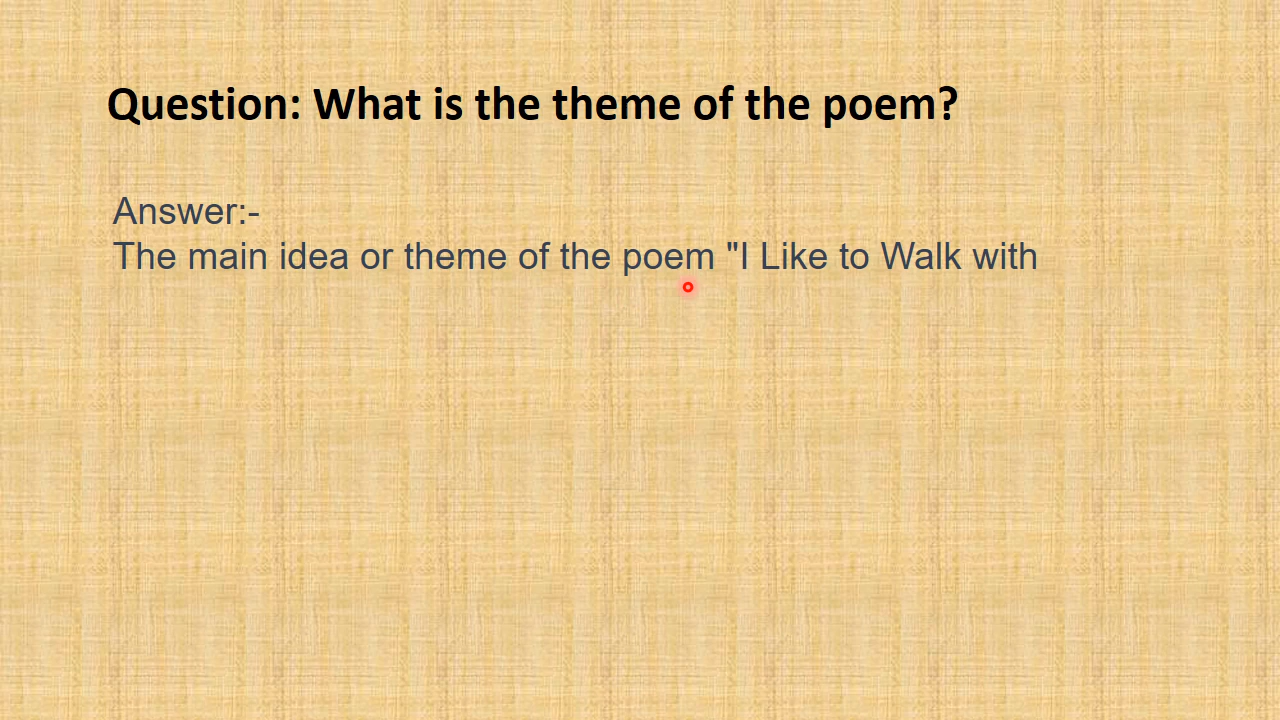 Question: What is the theme of the poem?
Answer:-
The main idea or theme of the poem "I Like to Walk with